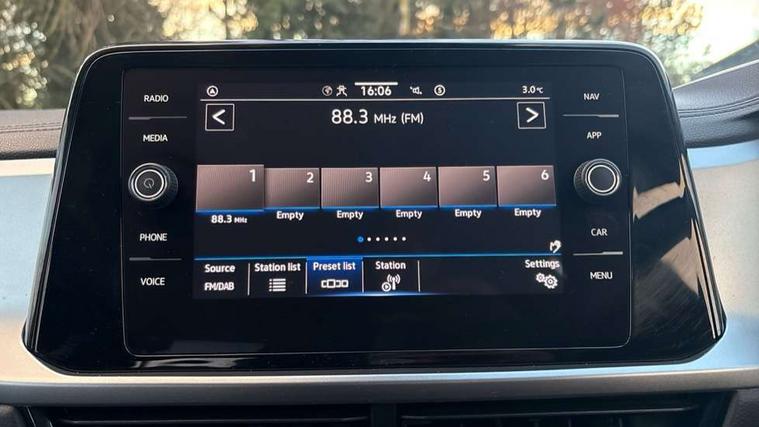 RADIO
MEDIA
PHONE
VOICE
16:06
3.0°C
<
88.3 MHz (FM)
>
1 2 3 4 5 6
88.3 MHz Empty Empty Empty Empty Empty
Source Station list Preset list Station Settings
FM/DAB
NAV
APP
CAR
MENU